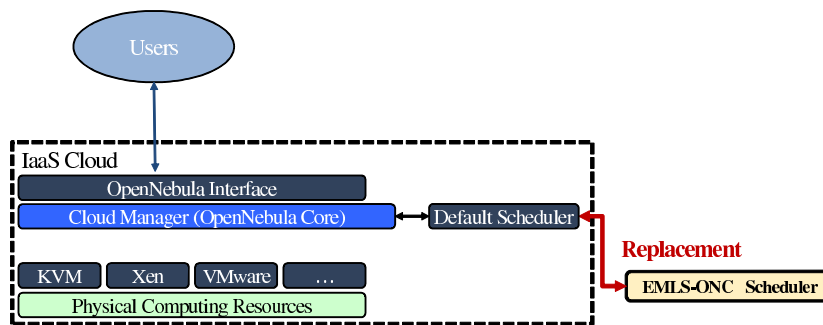 Users
IaaS Cloud
OpenNebula Interface
Cloud Manager (OpenNebula Core)
Default Scheduler
Replacement
KVM
Xen
VMware
…
EMLS-ONC Scheduler
Physical Computing Resources